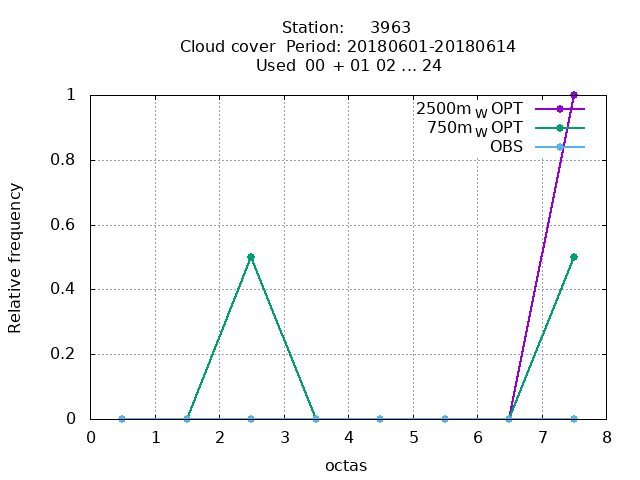 Station: 3963
Cloud cover Period: 20180601-20180614
Used 00 + 01 02 ... 24
2500m W OPT
750m W OPT
OBS
1
0.8
0.6
0.4
0.2
0
Relative frequency
0 1 2 3 4 5 6 7 8
octas